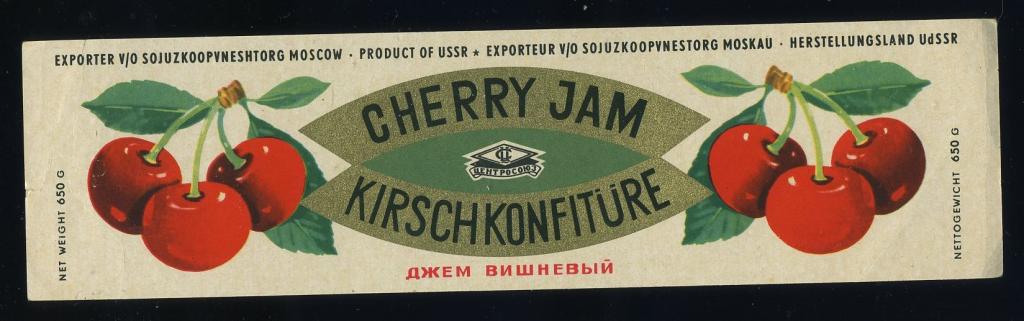 EXPORTER V/O SOJUZKOOPVNESHTORG MOSCOW · PRODUCT OF USSR ★ EXPORTEUR V/O SOJUZKOOPVNESTORG MOSKAU · HERSTELLUNGSLAND UdSSR
CHERRY JAM
ЦС
ЦЕНТРОСОЮЗ
KIRSCHKONFITÜRE
ДЖЕМ ВИШНЕВЫЙ
NET WEIGHT 650 G
NETTOGEWICHT 650 G